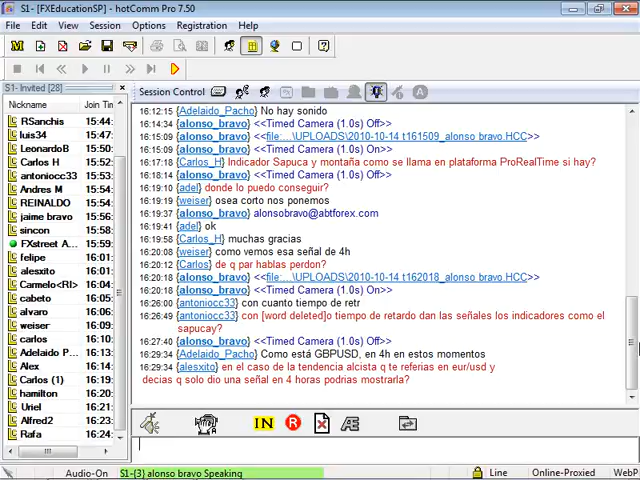 S1- [FXEducationSP] - hotComm Pro 7.50
File Edit View Session Options Registration Help
S1- Invited [28]
Session Control
Nickname Join Tim
RSanchis 15:44:
luis34 15:47:
LeonardoB 15:56:
Carlos H 15:52:
antoniocc33 15:53:
Andres M 15:55:
REINALDO 15:57:
jaime bravo 15:56:
sincon 15:58:
FXstreet A... 15:59:
felipe 16:01:
alesxito 16:01:
Carmelo<RI> 16:03:
cabeto 16:05:
alvaro 16:07:
weiser 16:09:
carlos 16:09:
Adelaido P... 16:10:
Alex 16:14:
Carlos (1) 16:17:
hamilton 16:20:
Uriel 16:21:
Alfred2 16:23:
Rafa 16:24:
16:12:15 {Adelaido_Pacho} No hay sonido
16:14:34 {alonso_bravo} <<Timed Camera (1.0s) Off>>
16:15:09 {alonso_bravo} <<file:...\UPLOADS\2010-10-14 t161509_alonso bravo.HCC>>
16:15:09 {alonso_bravo} <<Timed Camera (1.0s) On>>
16:17:18 {Carlos_H} Indicador Sapuca y montaña como se llama en plataforma ProRealTime si hay?
16:18:14 {alonso_bravo} <<Timed Camera (1.0s) Off>>
16:19:10 {adel} donde lo puedo conseguir?
16:19:37 {weiser} osea corto nos ponemos
16:19:37 {alonso_bravo} alonsobravo@abtforex.com
16:19:41 {adel} ok
16:19:58 {Carlos_H} muchas gracias
16:20:08 {weiser} como vemos esa señal de 4h
16:20:12 {Carlos} de q par hablas perdon?
16:20:18 {alonso_bravo} <<file:...\UPLOADS\2010-10-14 t162018_alonso bravo.HCC>>
16:20:18 {alonso_bravo} <<Timed Camera (1.0s) On>>
16:26:00 {antoniocc33} con cuanto tiempo de retr
16:26:49 {antoniocc33} con [word deleted]o tiempo de retardo dan las señales los indicadores como el
sapucay?
16:27:40 {alonso_bravo} <<Timed Camera (1.0s) Off>>
16:29:34 {Adelaido_Pacho} Como está GBPUSD, en 4h en estos momentos
16:29:34 {alesxito} en el caso de la tendencia alcista q te referias en eur/usd y
decias q solo dio una señal en 4 horas podrias mostrarla?
IN R Æ
Audio-On S1-{3} alonso bravo Speaking Line Online-Proxied WebP